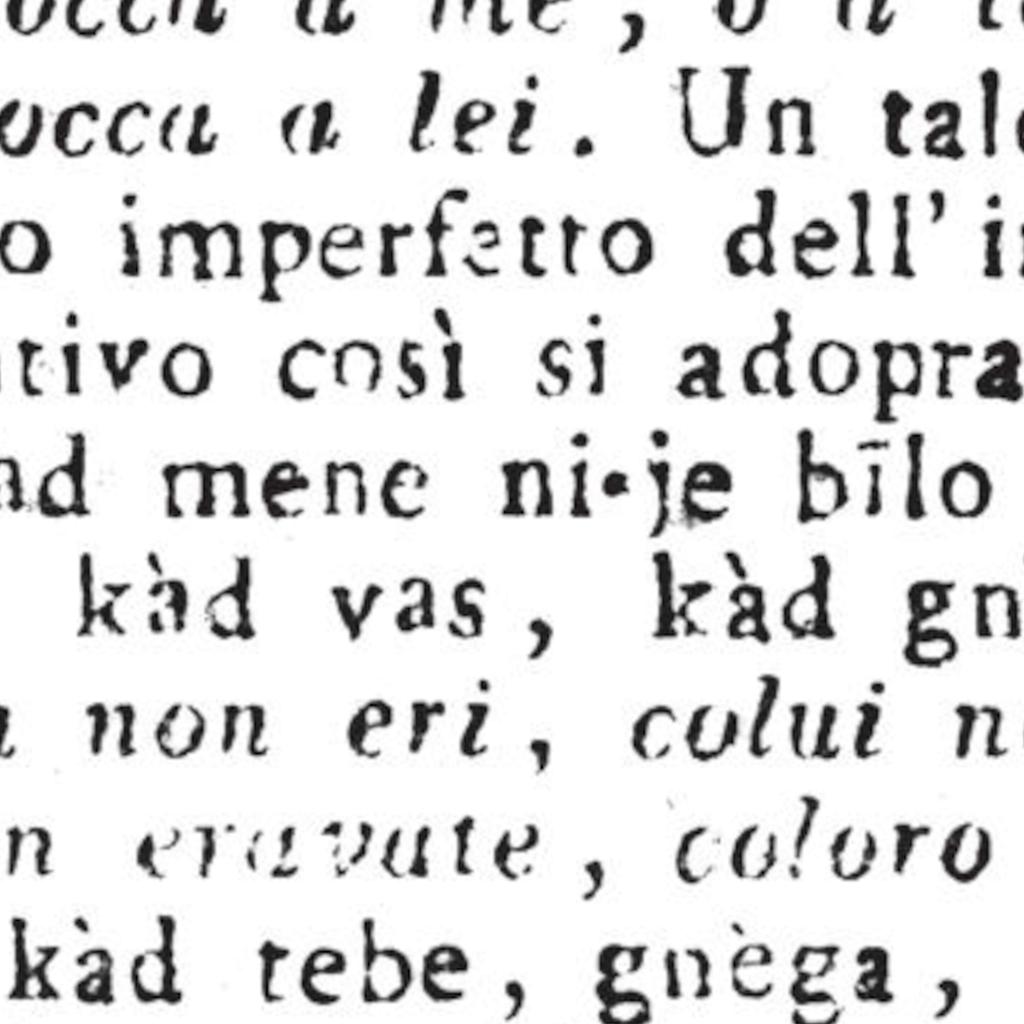 occa a me, o a
occa a lei. Un tale
o imperfetto dell'
tivo così si adopra
ad mene ni-je bīlo
kàd vas, kàd gn
non eri, colui
n eravate, coloro
kàd tebe, gnèga,